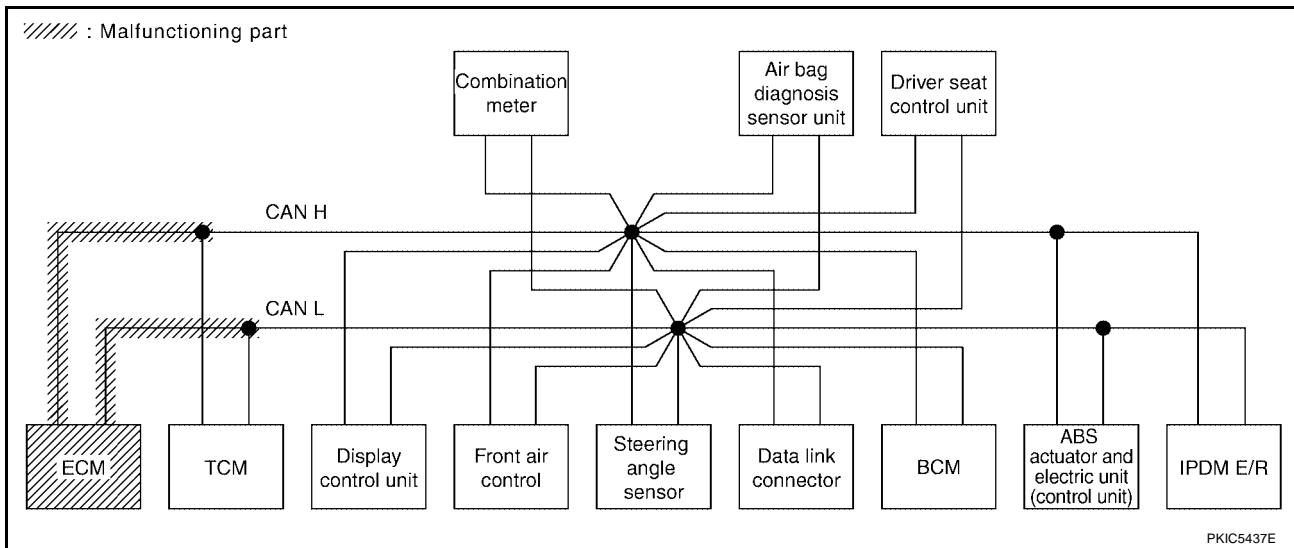 : Malfunctioning part
Combination
meter
Air bag
diagnosis
sensor unit
Driver seat
control unit
CAN H
CAN L
ECM
TCM
Display
control unit
Front air
control
Steering
angle
sensor
Data link
connector
BCM
ABS
actuator and
electric unit
(control unit)
IPDM E/R
PKIC5437E